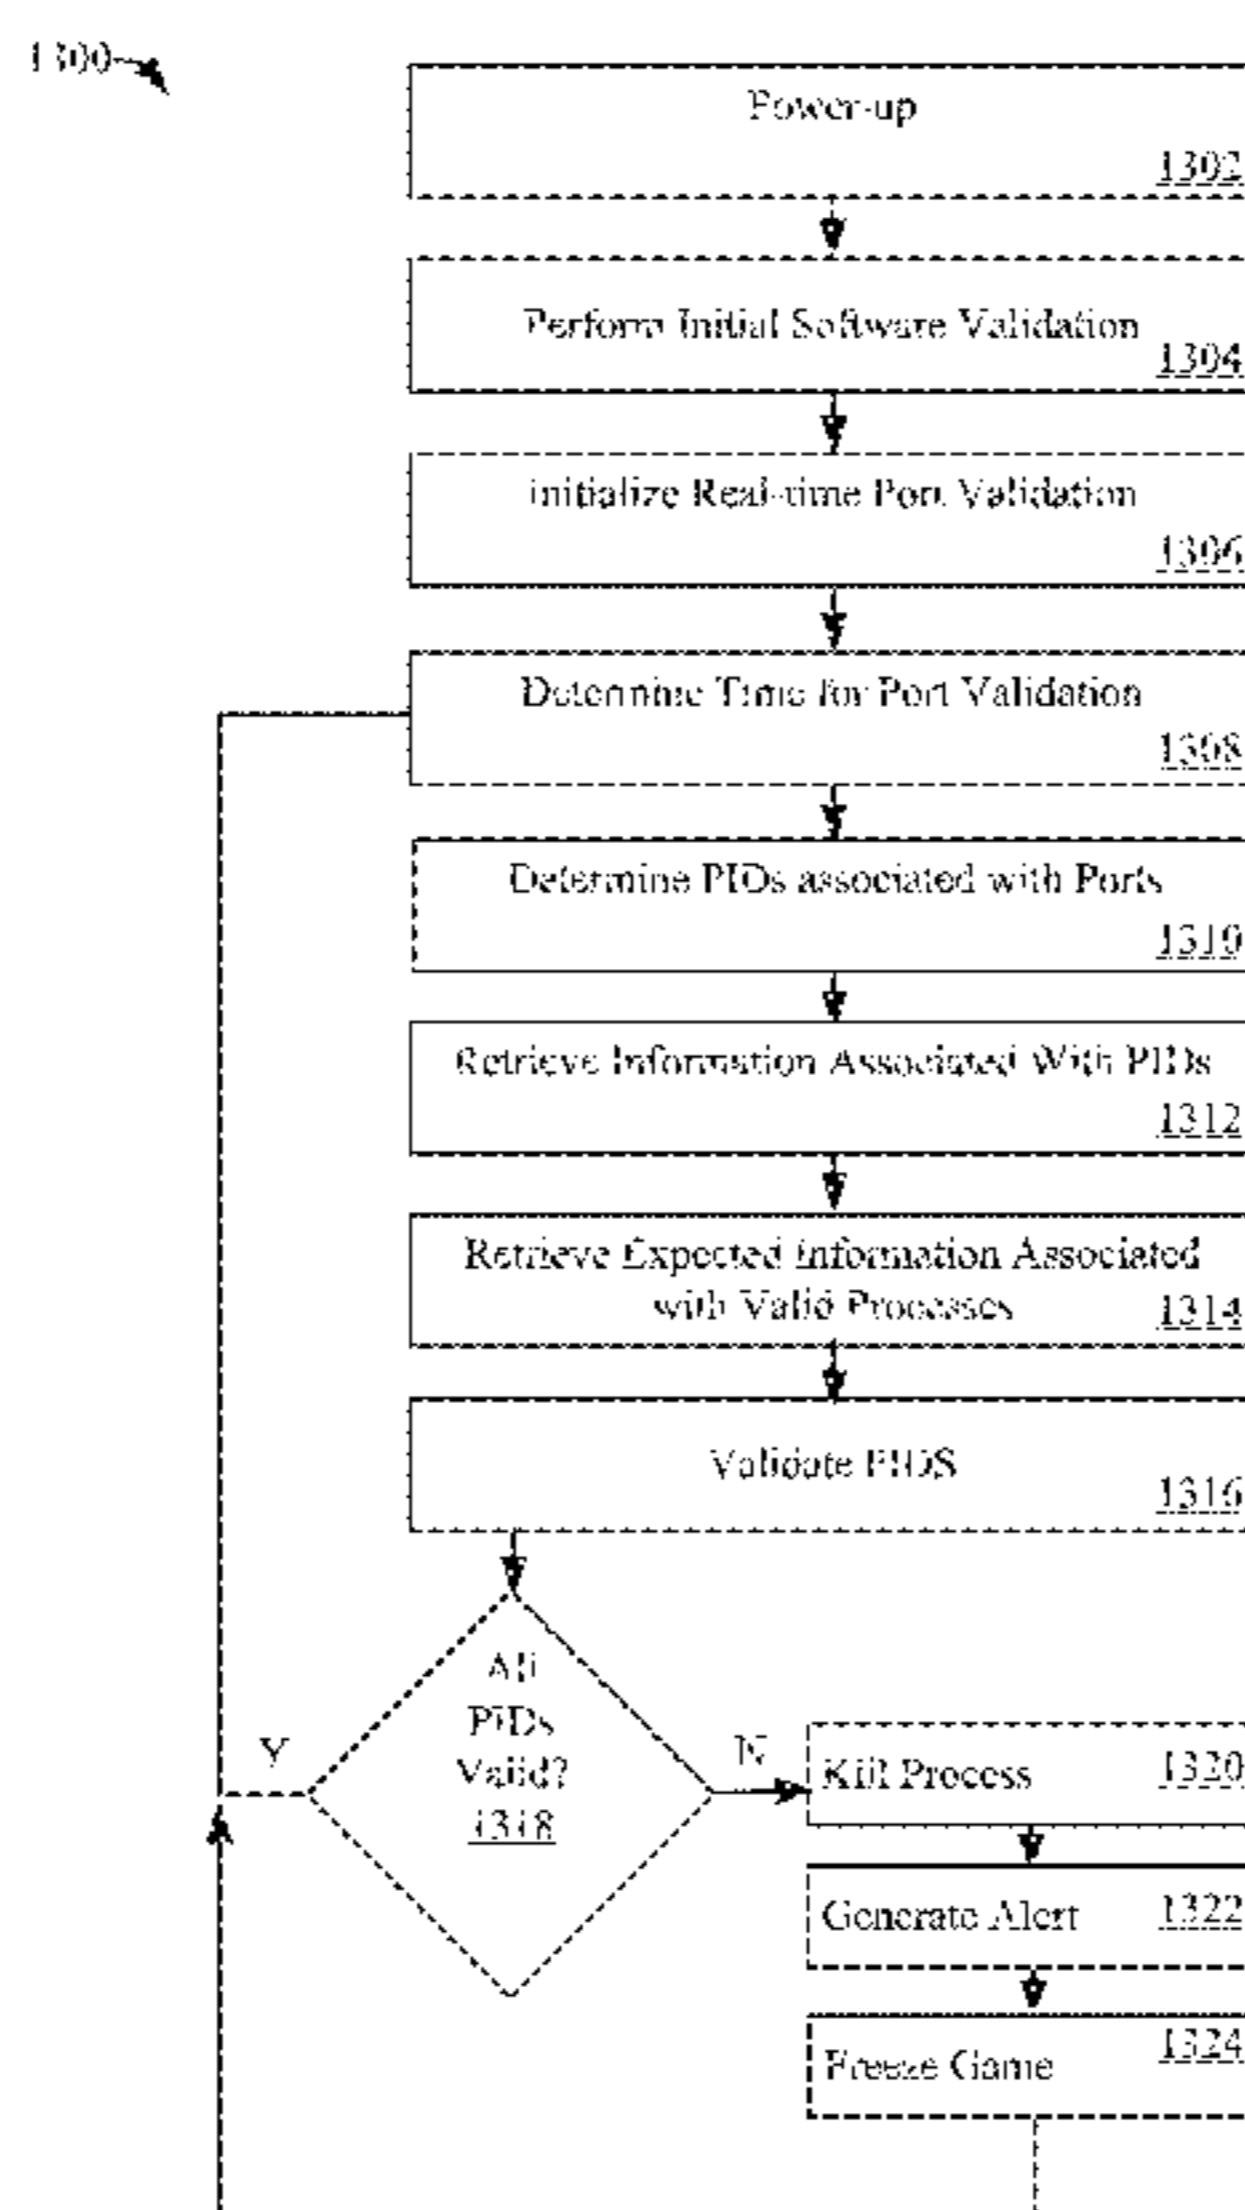 1300
Power-up
1302
Perform Initial Software Validation
1304
Initialize Real-time Port Validation
1306
Determine Time for Port Validation
1308
Determine PIDs associated with Ports
1310
Retrieve Information Associated With PIDs
1312
Retrieve Expected Information Associated
with Valid Processes
1314
Validate PIDS
1316
All
PIDs
Valid?
1318
Y
N
Kill Process
1320
Generate Alert
1322
Freeze Game
1324